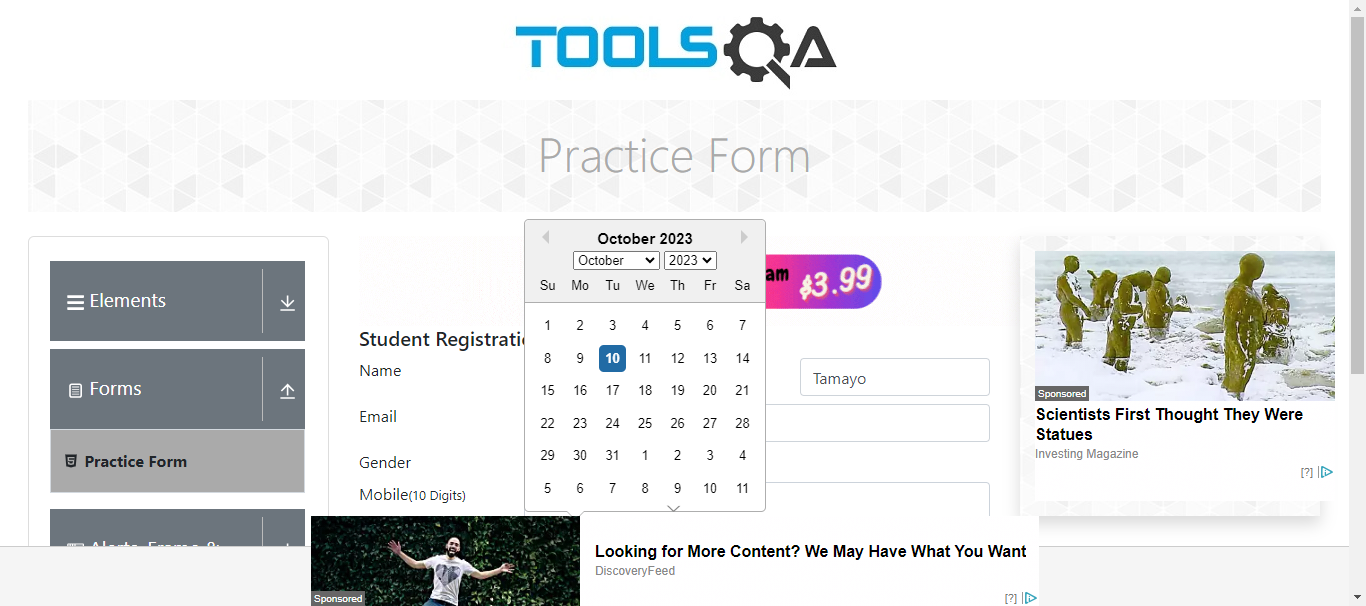 TOOLSQA
Practice Form
Elements
Forms
Practice Form
October 2023
October 2023
Su Mo Tu We Th Fr Sa
1 2 3 4 5 6 7
8 9 10 11 12 13 14
15 16 17 18 19 20 21
22 23 24 25 26 27 28
29 30 31 1 2 3 4
5 6 7 8 9 10 11
am $3.99
Student Registrati
Name
Tamayo
Email
Gender
Mobile(10 Digits)
Sponsored
Scientists First Thought They Were
Statues
Investing Magazine
[?]
Sponsored
Looking for More Content? We May Have What You Want
DiscoveryFeed
[?]